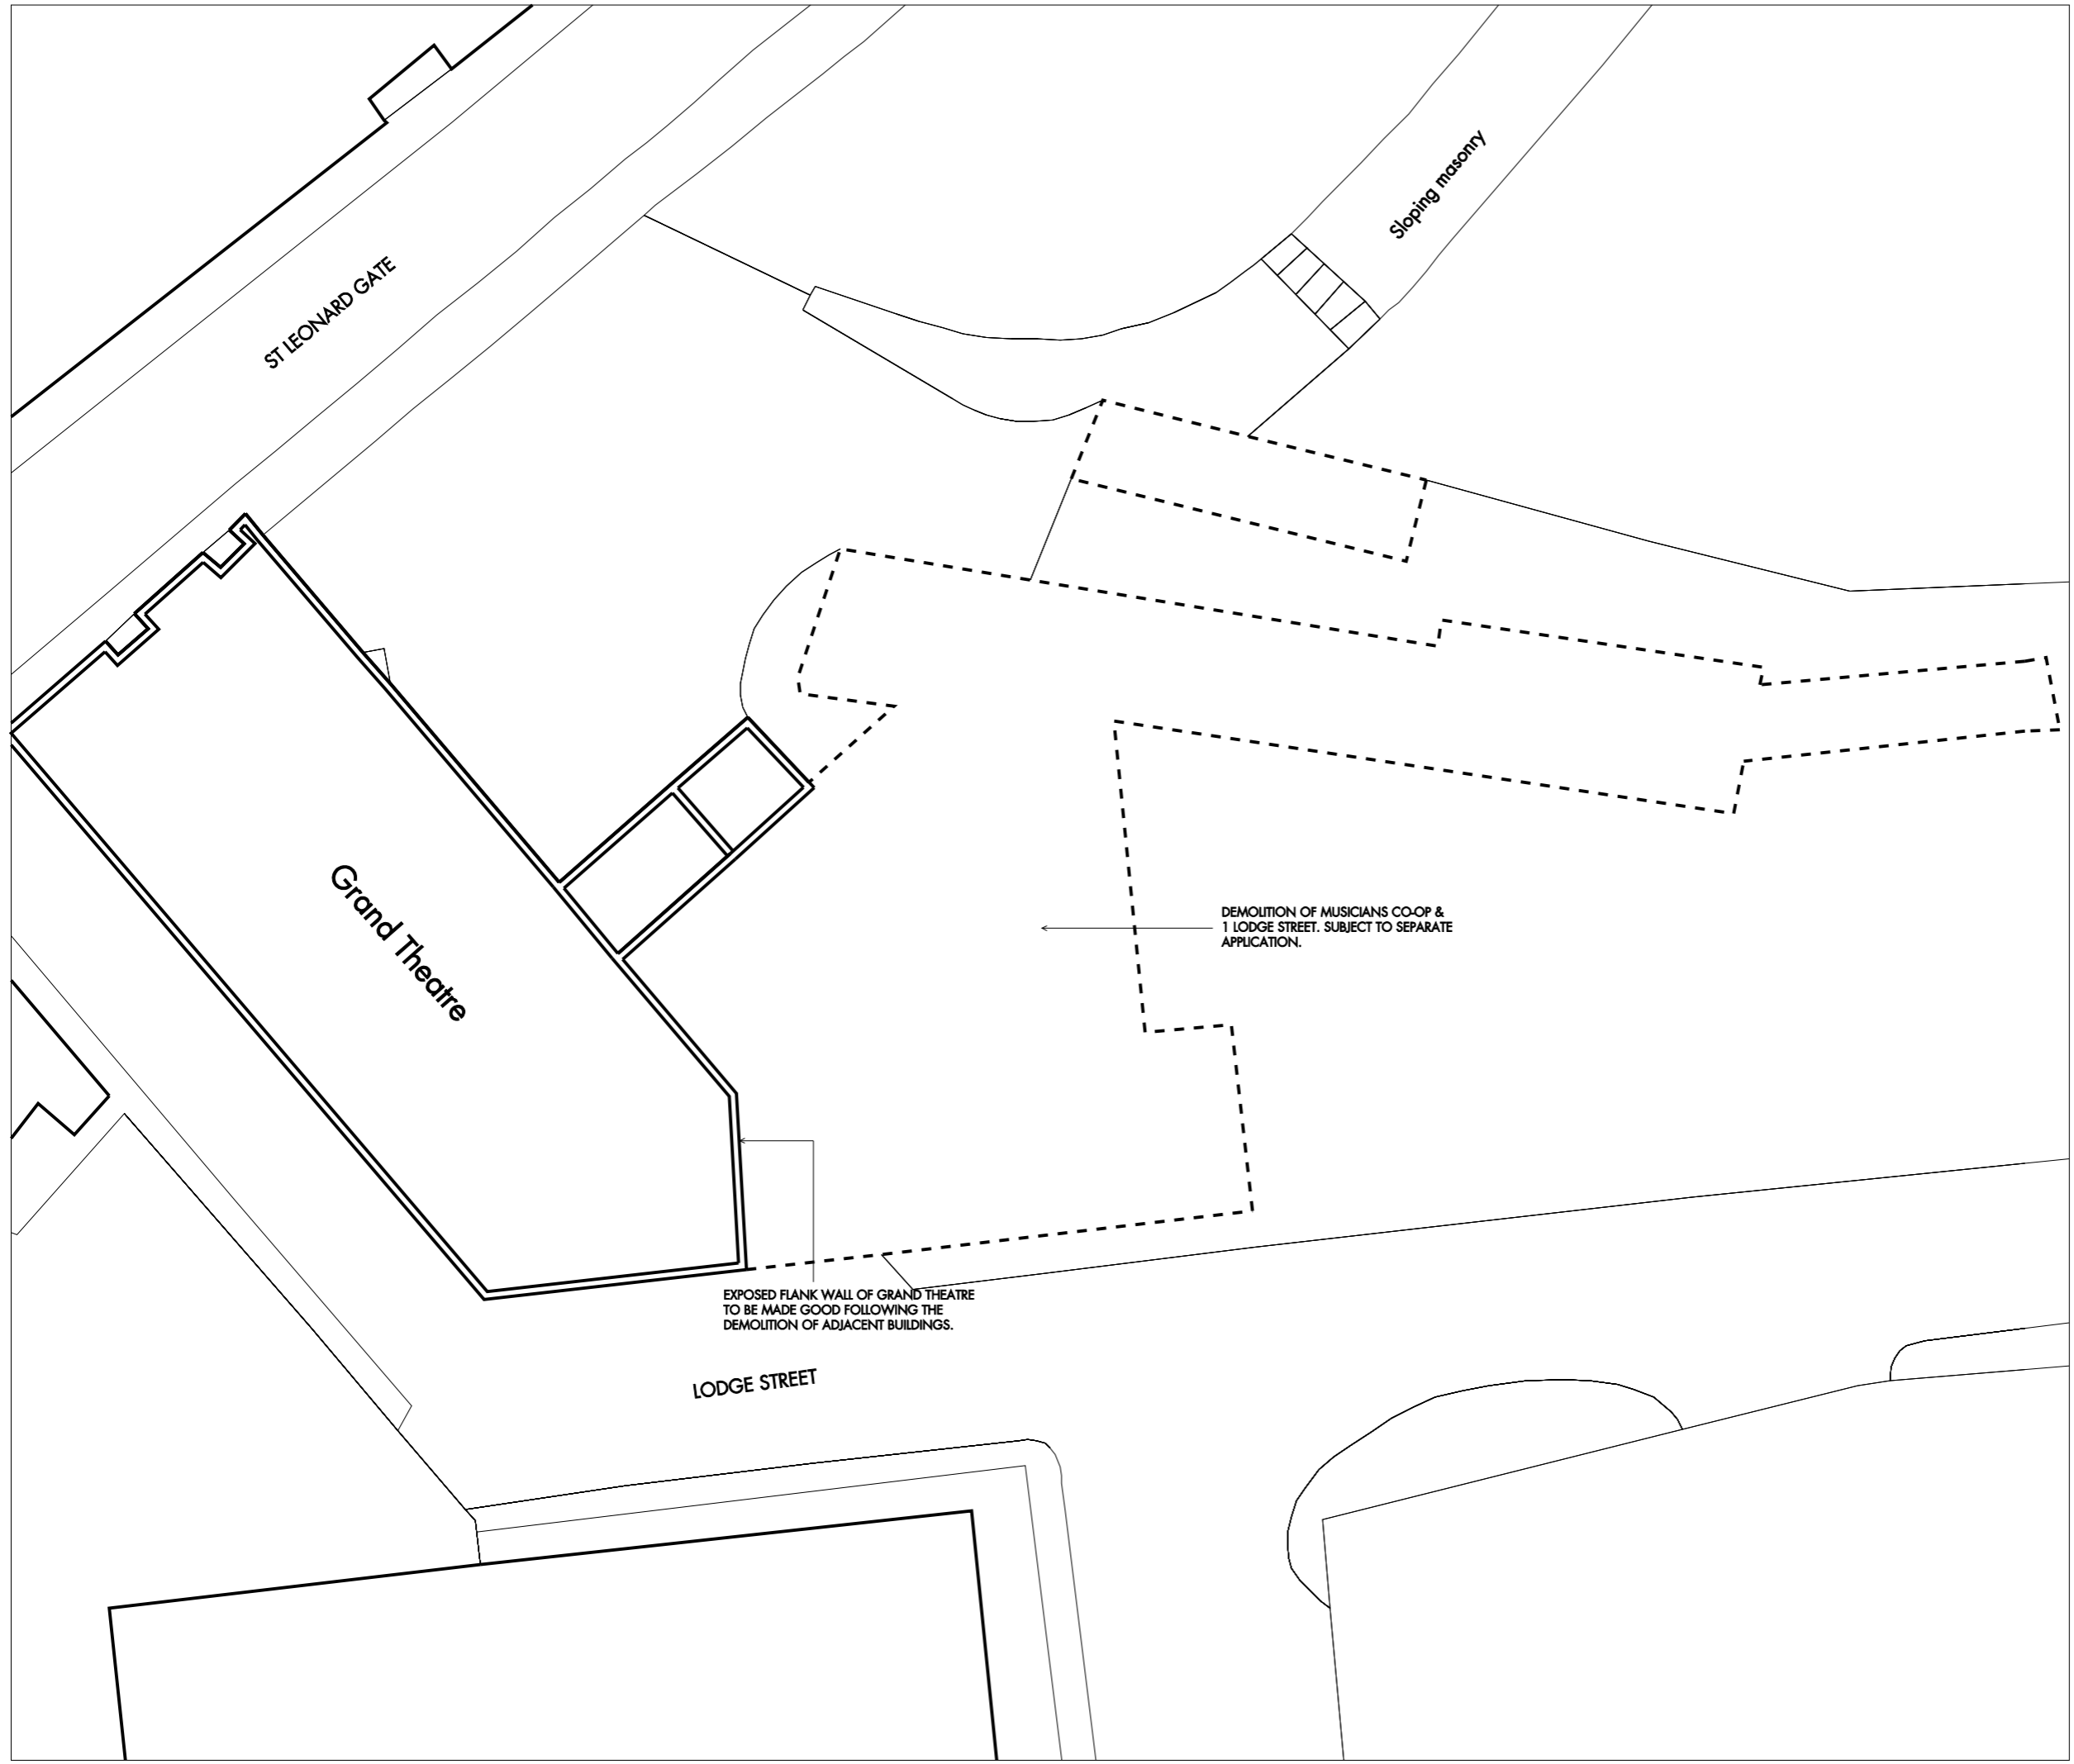 Sloping masonry
ST LEONARD GATE
Grand Theatre
DEMOLITION OF MUSICIANS CO-OP &
1 LODGE STREET. SUBJECT TO SEPARATE
APPLICATION.
EXPOSED FLANK WALL OF GRAND THEATRE
TO BE MADE GOOD FOLLOWING THE
DEMOLITION OF ADJACENT BUILDINGS.
LODGE STREET